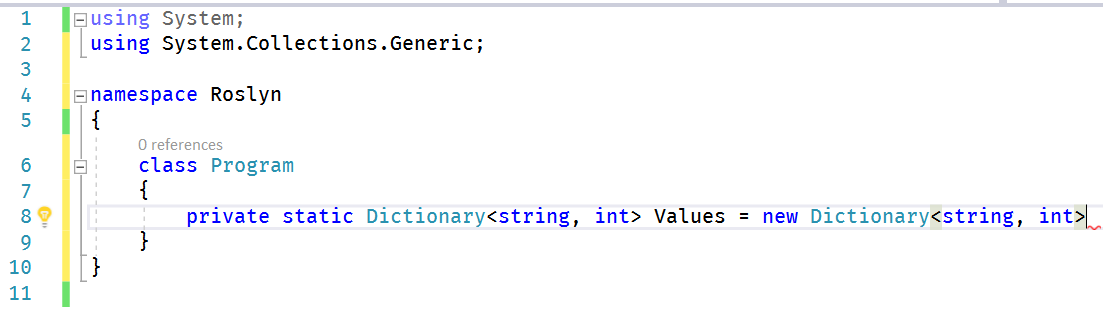 1 using System;
2 using System.Collections.Generic;
3
4 namespace Roslyn
5 {
0 references
6 class Program
7 {
8 private static Dictionary<string, int> Values = new Dictionary<string, int>
9 }
10 }
11